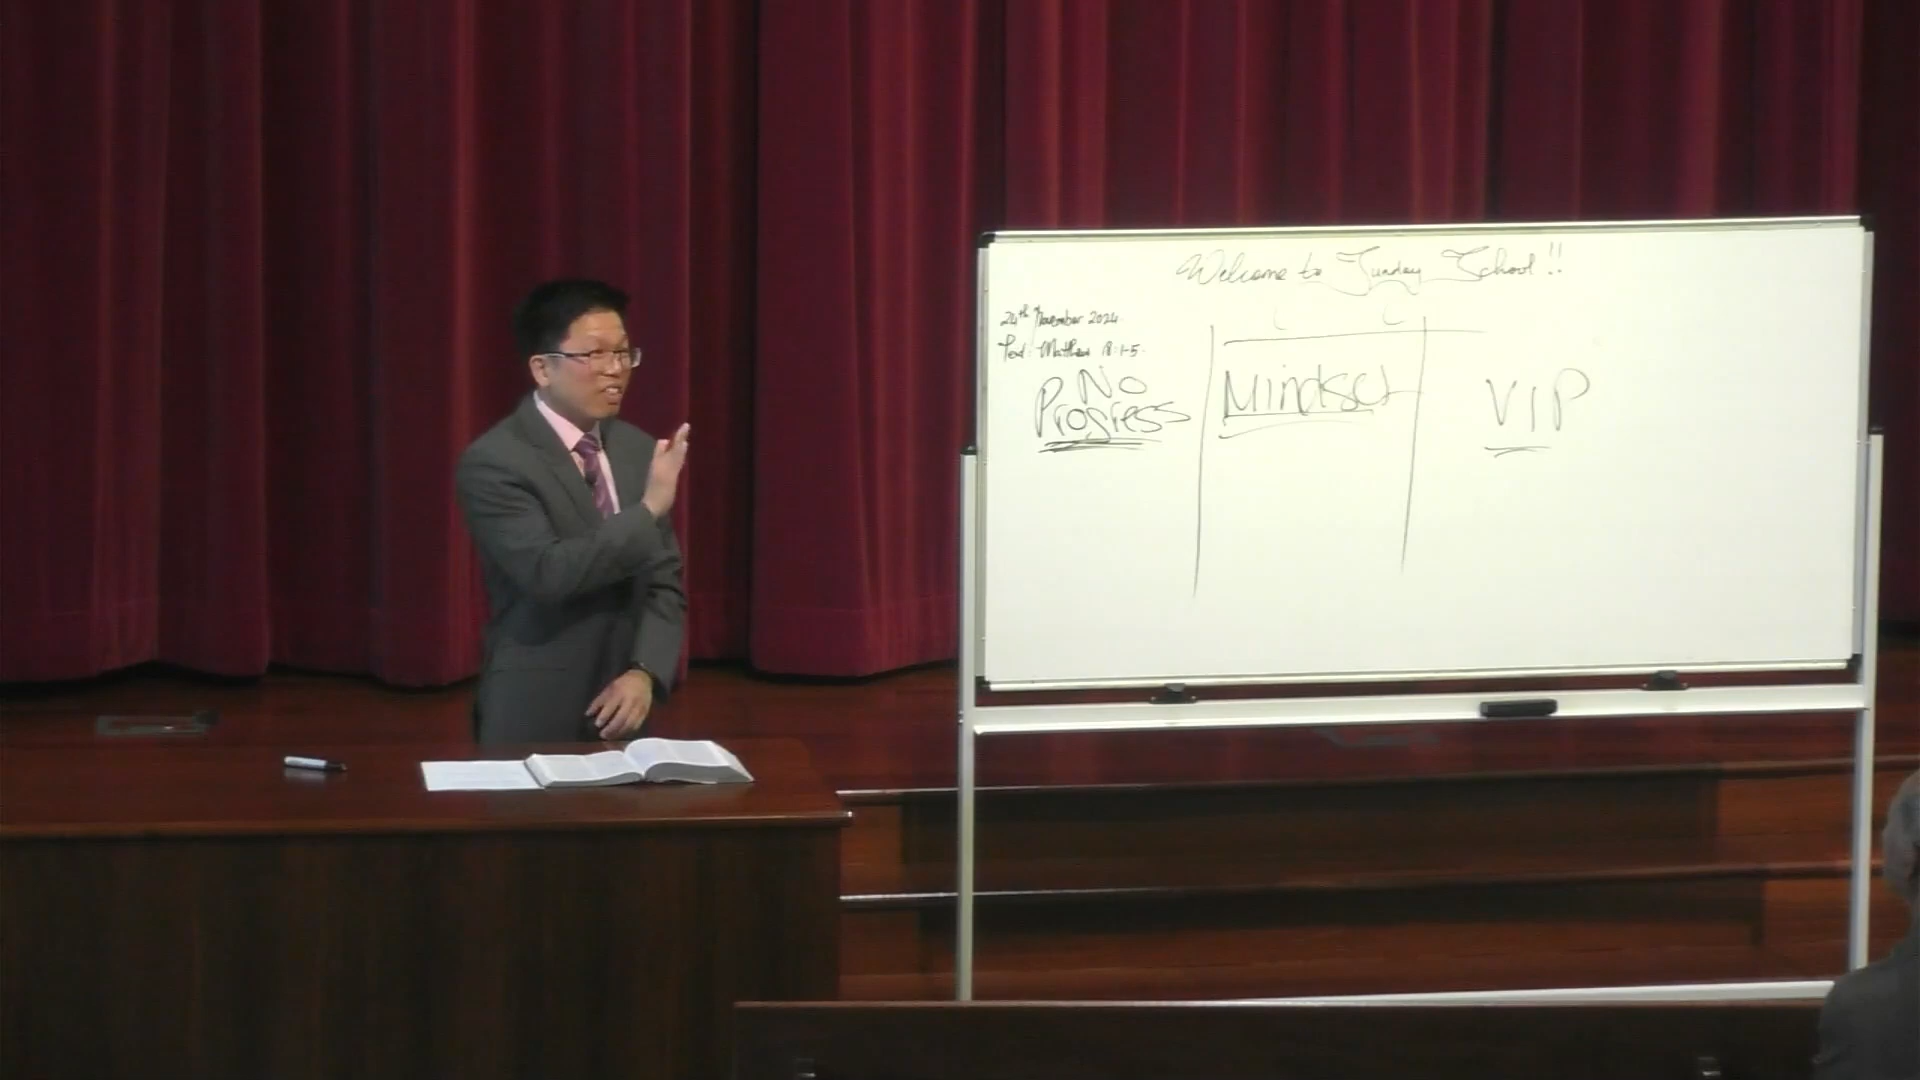 Welcome to Sunday School!!
24th November 2024
Text: Matthew 18:1-5
No
Progress
Mindset
VIP